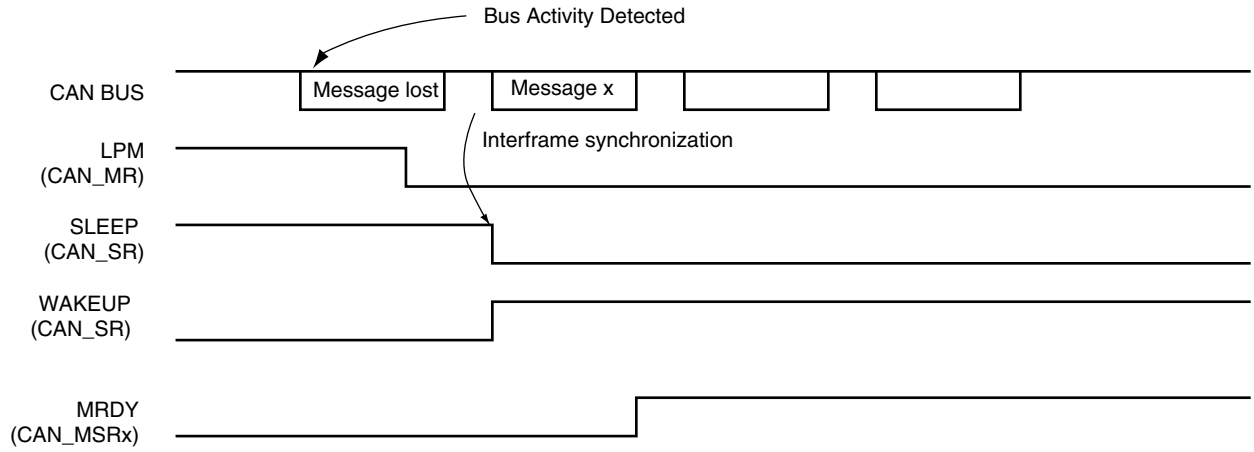 Bus Activity Detected
CAN BUS
Message lost
Message x
Interframe synchronization
LPM
(CAN_MR)
SLEEP
(CAN_SR)
WAKEUP
(CAN_SR)
MRDY
(CAN_MSRx)